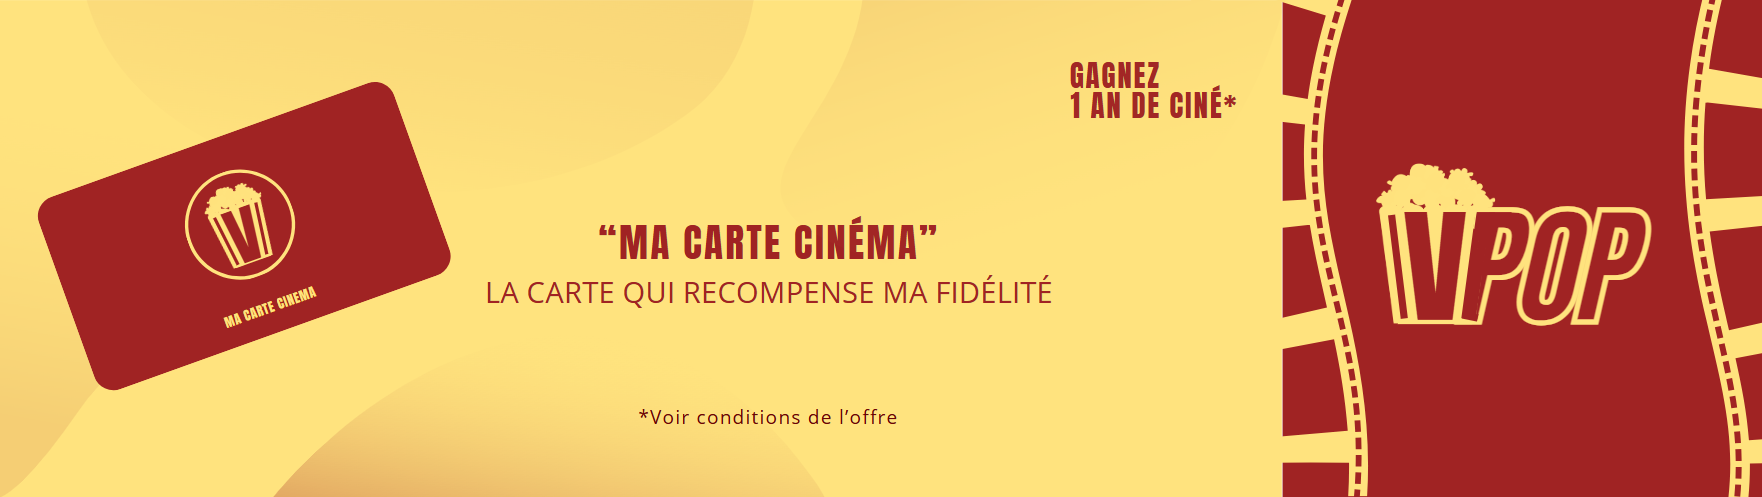 GAGNEZ
1 AN DE CINÉ*
MA CARTE CINEMA
“MA CARTE CINÉMA”
LA CARTE QUI RECOMPENSE MA FIDÉLITÉ
*Voir conditions de l’offre
VPOP